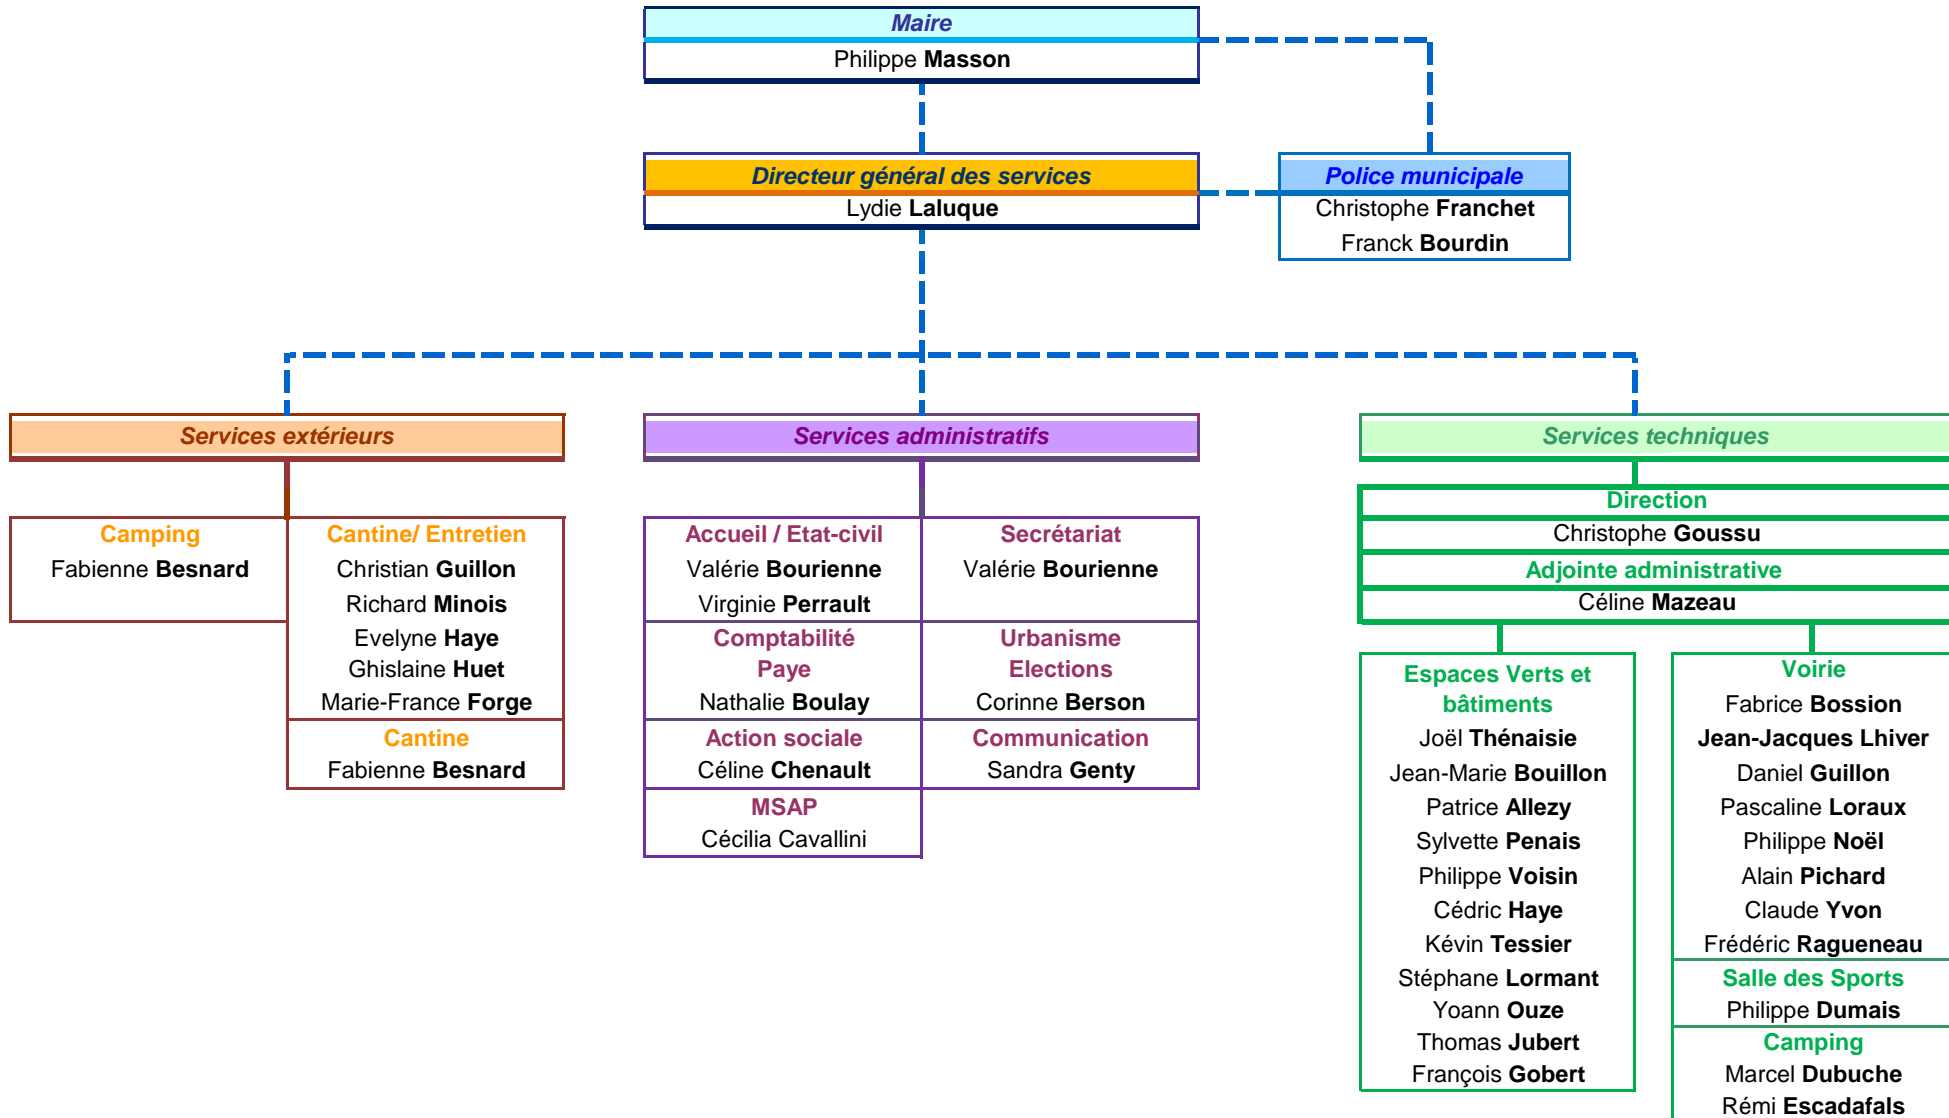 Maire
Philippe Masson
Directeur général des services
Lydie Laluque
Police municipale
Christophe Franchet
Franck Bourdin
Services extérieurs
Camping
Fabienne Besnard
Cantine/ Entretien
Christian Guillon
Richard Minois
Evelyne Haye
Ghislaine Huet
Marie-France Forge
Cantine
Fabienne Besnard
Services administratifs
Accueil / Etat-civil
Valérie Bourienne
Virginie Perrault
Secrétariat
Valérie Bourienne
Comptabilité
Paye
Nathalie Boulay
Urbanisme
Elections
Corinne Berson
Action sociale
Céline Chenault
Communication
Sandra Genty
MSAP
Cécilia Cavallini
Services techniques
Direction
Christophe Goussu
Adjointe administrative
Céline Mazeau
Espaces Verts et
bâtiments
Joël Thénaisie
Jean-Marie Bouillon
Patrice Allezy
Sylvette Penais
Philippe Voisin
Cédric Haye
Kévin Tessier
Stéphane Lormant
Yoann Ouze
Thomas Jubert
François Gobert
Voirie
Fabrice Bossion
Jean-Jacques Lhiver
Daniel Guillon
Pascaline Loraux
Philippe Noël
Alain Pichard
Claude Yvon
Frédéric Ragueneau
Salle des Sports
Philippe Dumais
Camping
Marcel Dubuche
Rémi Escadafals